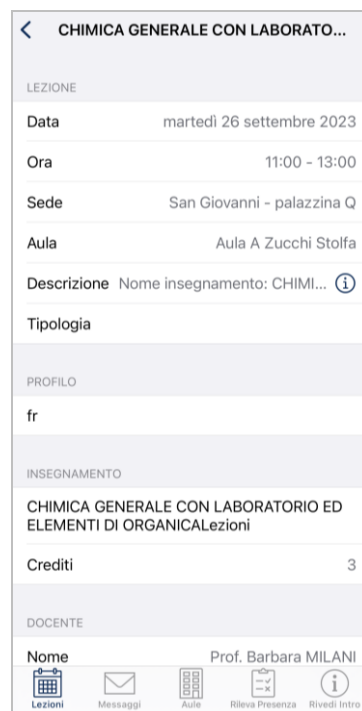 CHIMICA GENERALE CON LABORATO...
LEZIONE
Data martedì 26 settembre 2023
Ora 11:00 - 13:00
Sede San Giovanni - palazzina Q
Aula Aula A Zucchi Stolfa
Descrizione Nome insegnamento: CHIMI...
Tipologia
PROFILO
fr
INSEGNAMENTO
CHIMICA GENERALE CON LABORATORIO ED
ELEMENTI DI ORGANICALezioni
Crediti 3
DOCENTE
Nome Prof. Barbara MILANI
Lezioni Messaggi Aule Rileva Presenza Rivedi Intro